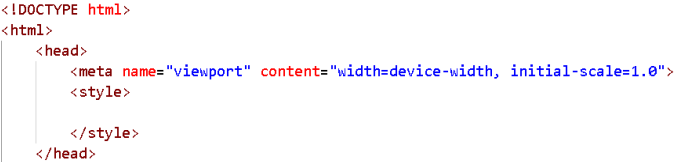 <!DOCTYPE html>
<html>
<head>
<meta name="viewport" content="width=device-width, initial-scale=1.0">
<style>
</style>
</head>